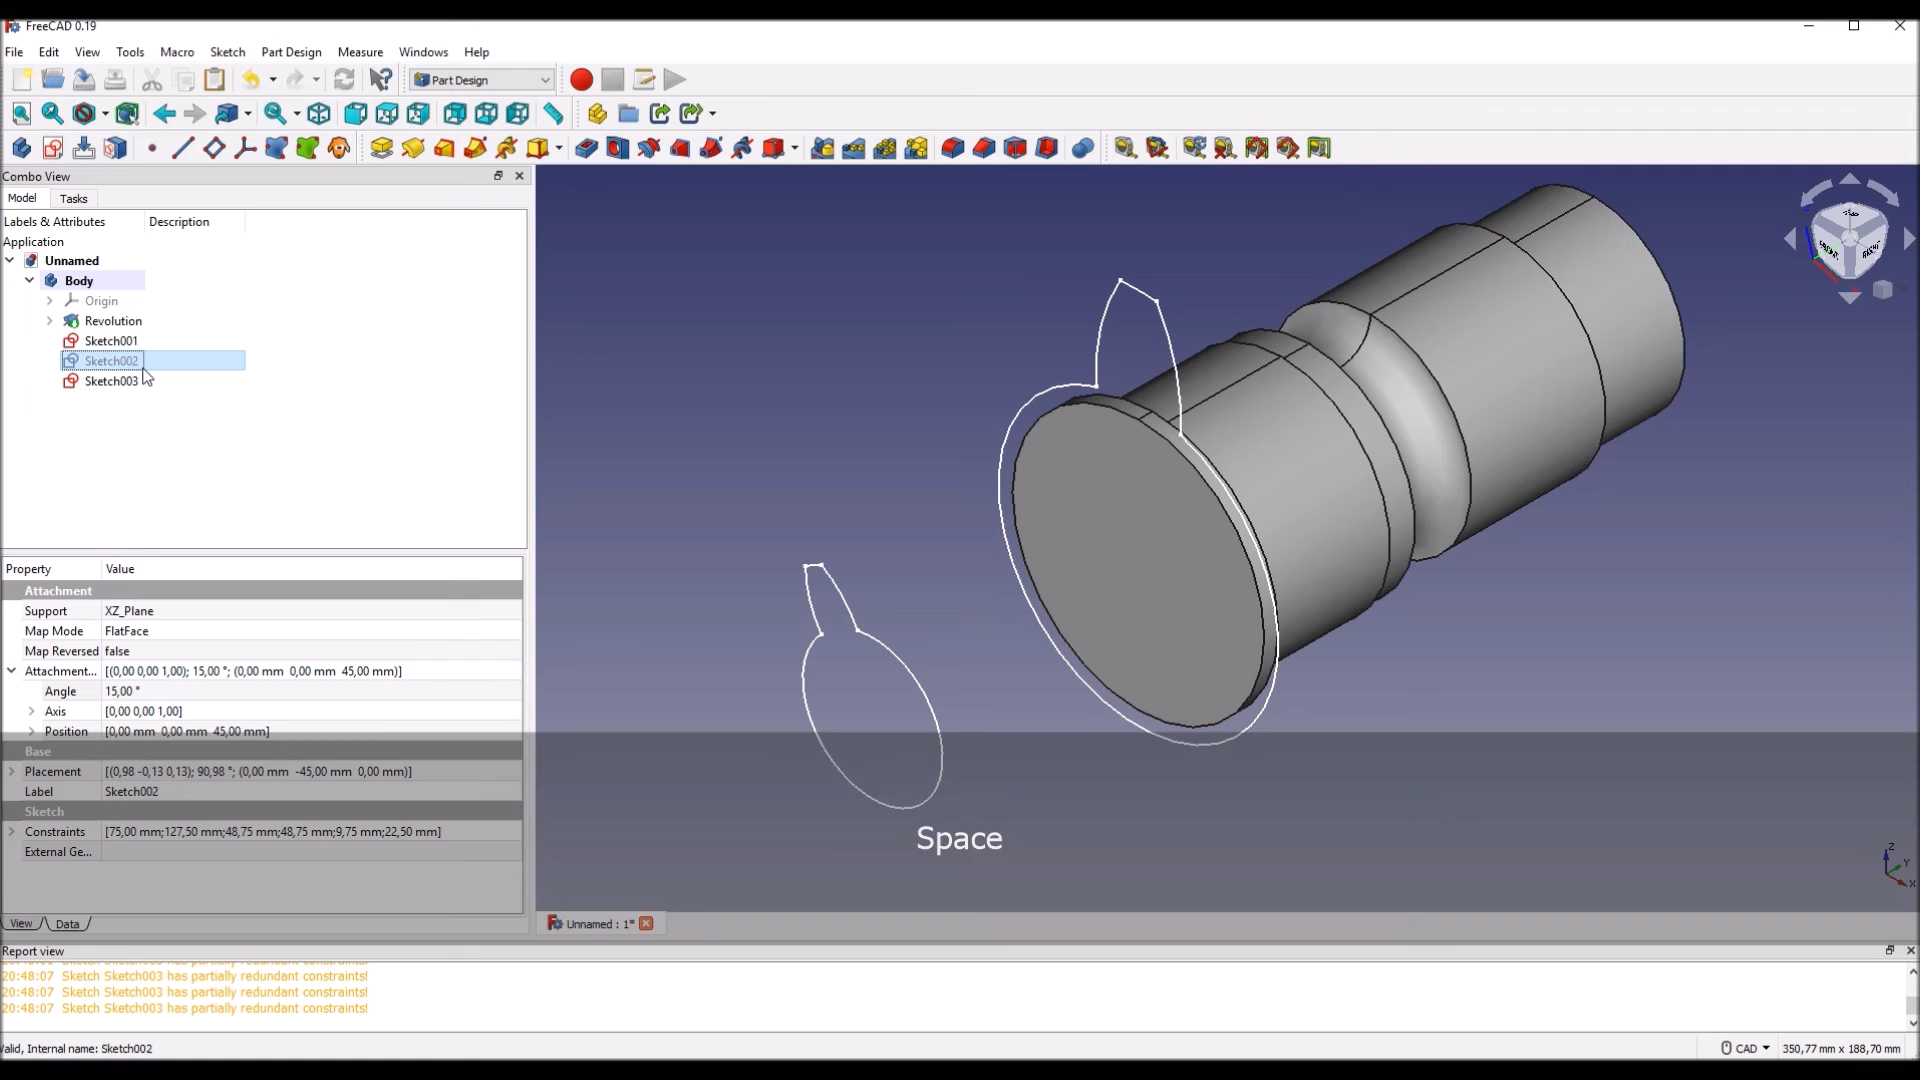 FreeCAD 0.19
File Edit View Tools Macro Sketch Part Design Measure Windows Help
Part Design
Combo View
Model Tasks
Labels & Attributes Description
Application
Unnamed
Body
Origin
Revolution
Sketch001
Sketch002
Sketch003
Property Value
Attachment
Support XZ_Plane
Map Mode FlatFace
Map Reversed false
Attachment... [(0,00 0,00 1,00); 15,00 °; (0,00 mm 0,00 mm 45,00 mm)]
Angle 15,00 °
Axis [0,00 0,00 1,00]
Position [0,00 mm 0,00 mm 45,00 mm]
Base
Placement [(0,98 -0,13 0,13); 90,98 °; (0,00 mm -45,00 mm 0,00 mm)]
Label Sketch002
Sketch
Constraints [75,00 mm;127,50 mm;48,75 mm;48,75 mm;9,75 mm;22,50 mm]
External Ge...
Space
Z
Y
X
View Data
Unnamed : 1*
Report view
20:48:07 Sketch Sketch003 has partially redundant constraints!
20:48:07 Sketch Sketch003 has partially redundant constraints!
20:48:07 Sketch Sketch003 has partially redundant constraints!
Valid, Internal name: Sketch002
CAD 350,77 mm x 188,70 mm